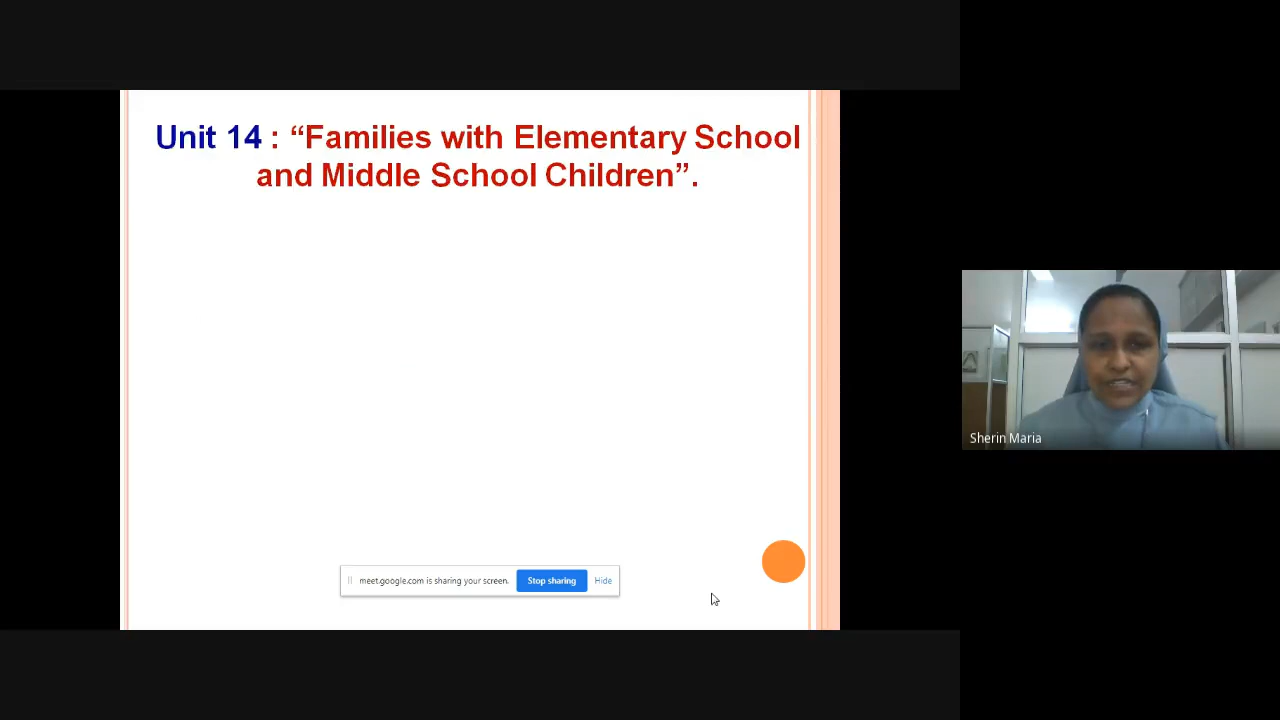 Unit 14 : “Families with Elementary School
and Middle School Children”.
Sherin Maria
meet.google.com is sharing your screen. Stop sharing Hide